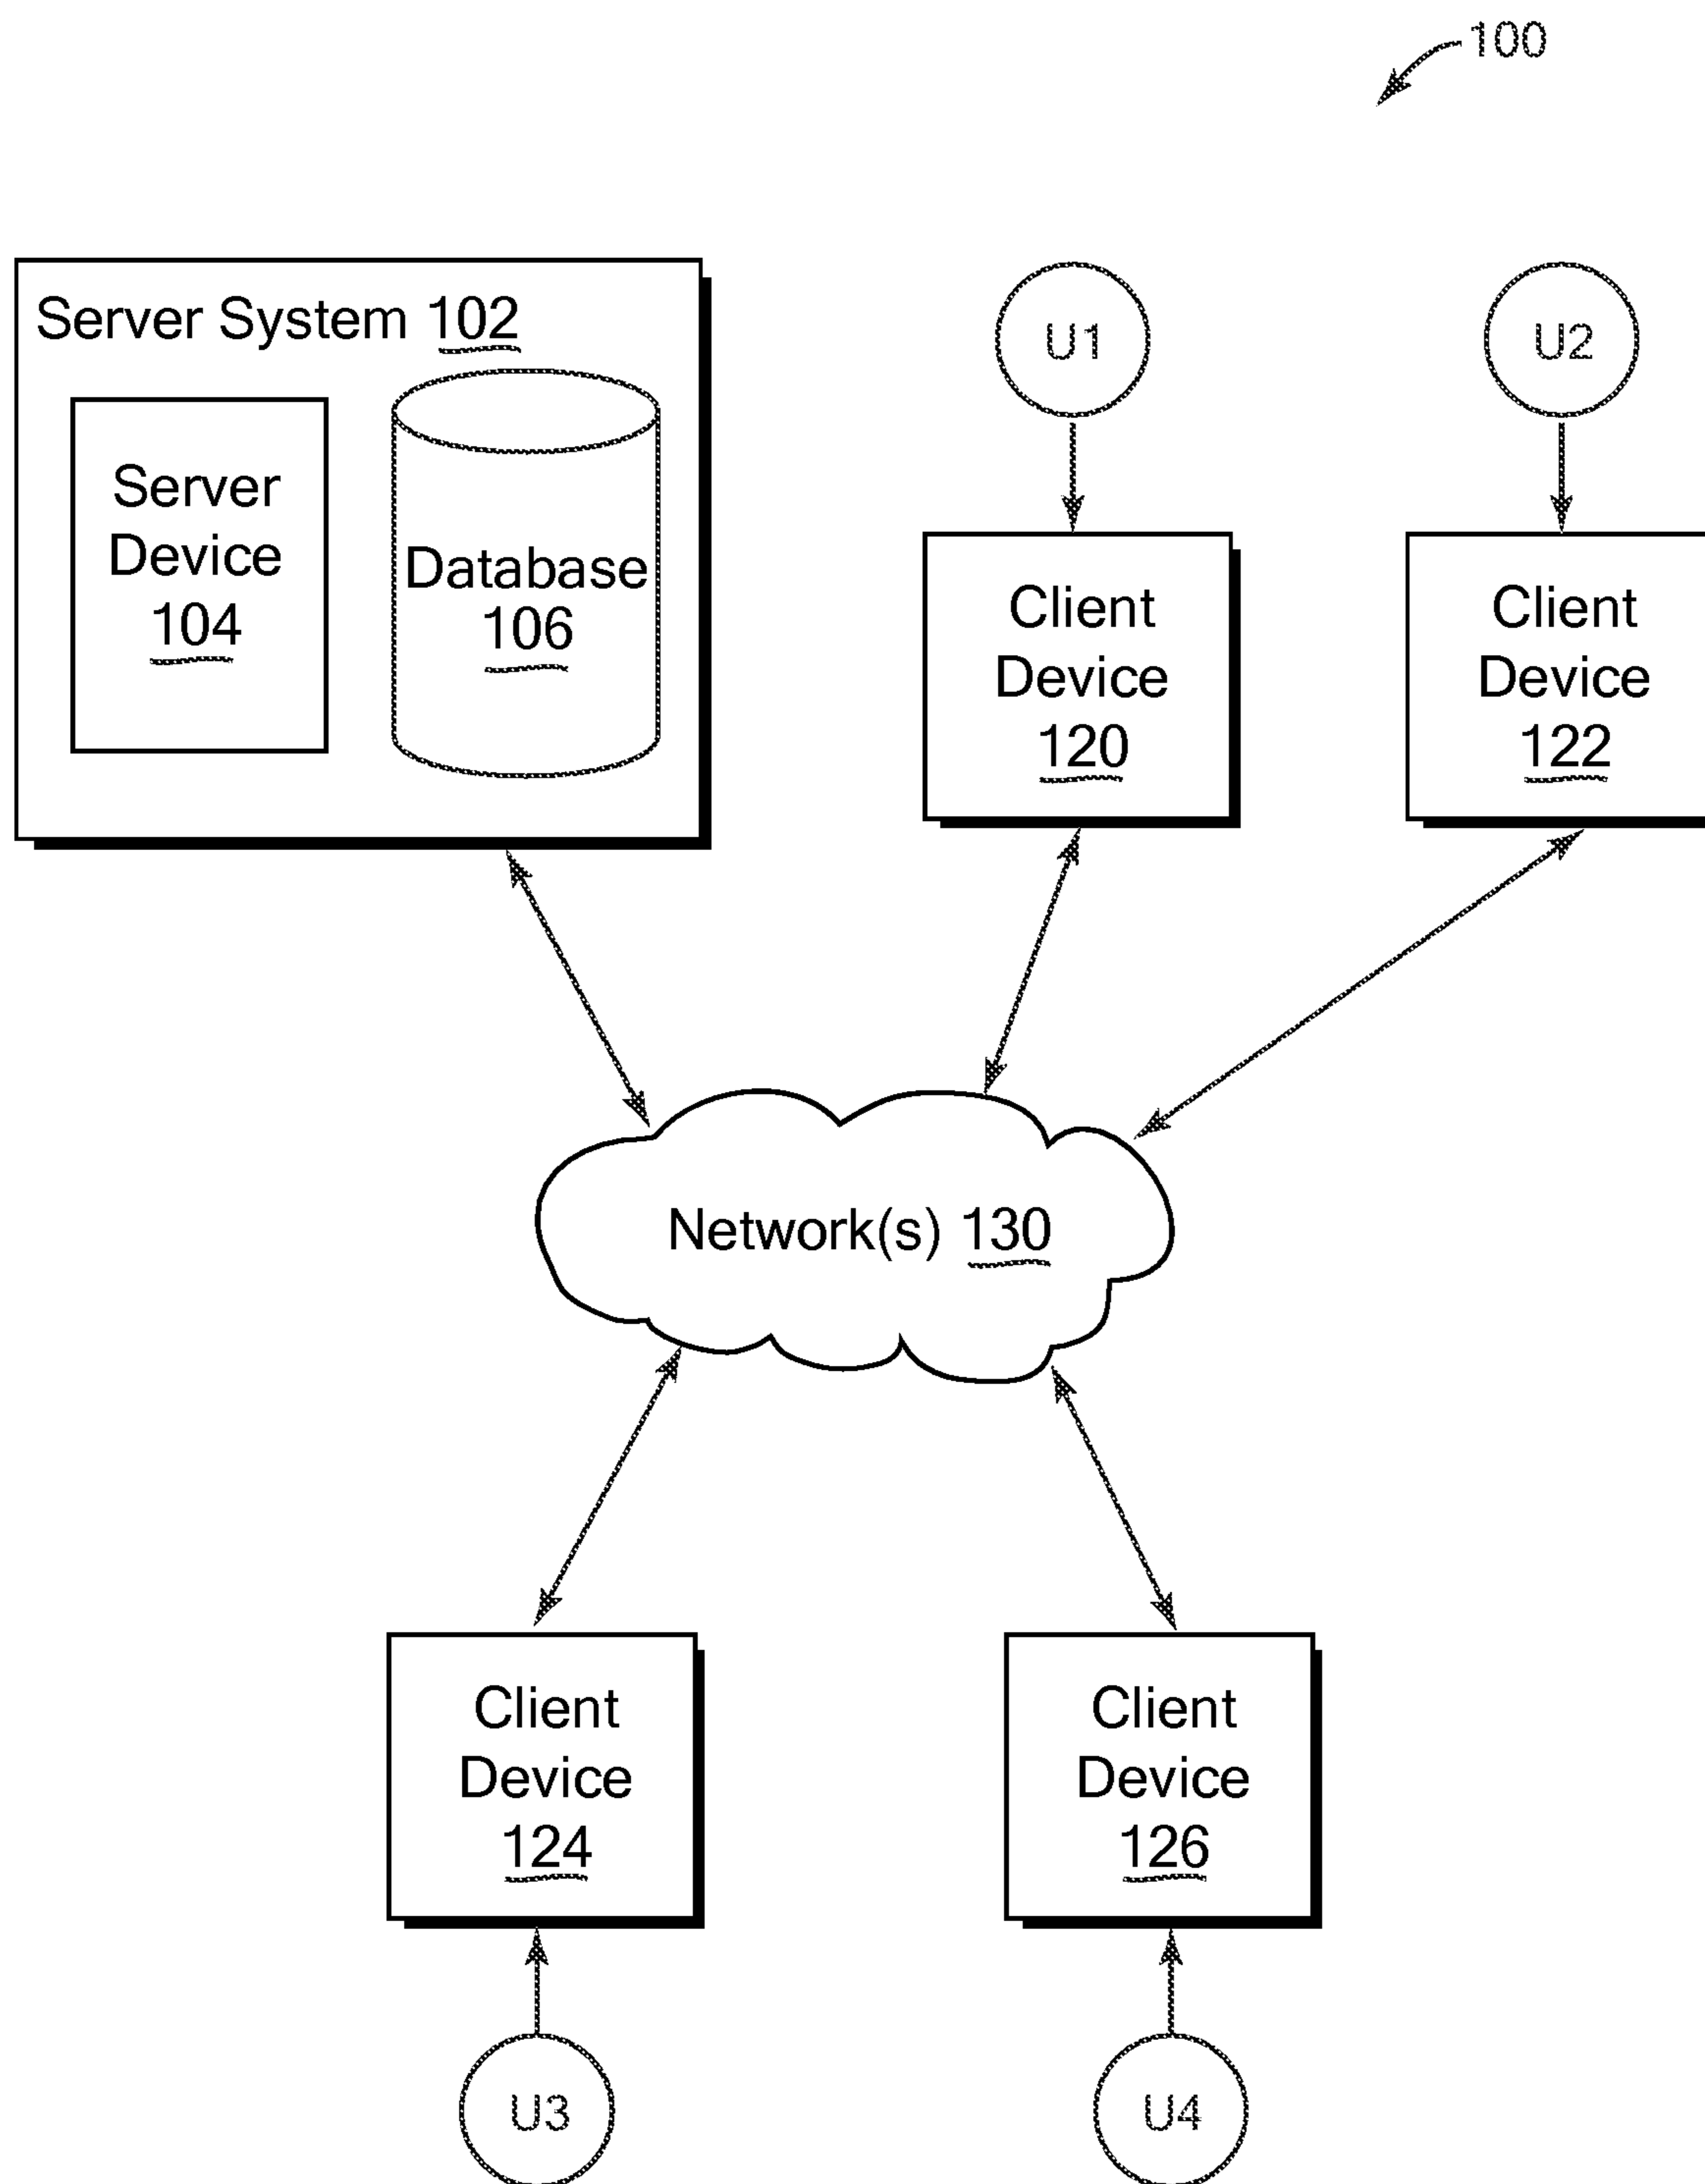 100
Server System 102
Server
Device
104
Database
106
U1
U2
Client
Device
120
Client
Device
122
Network(s) 130
Client
Device
124
Client
Device
126
U3
U4